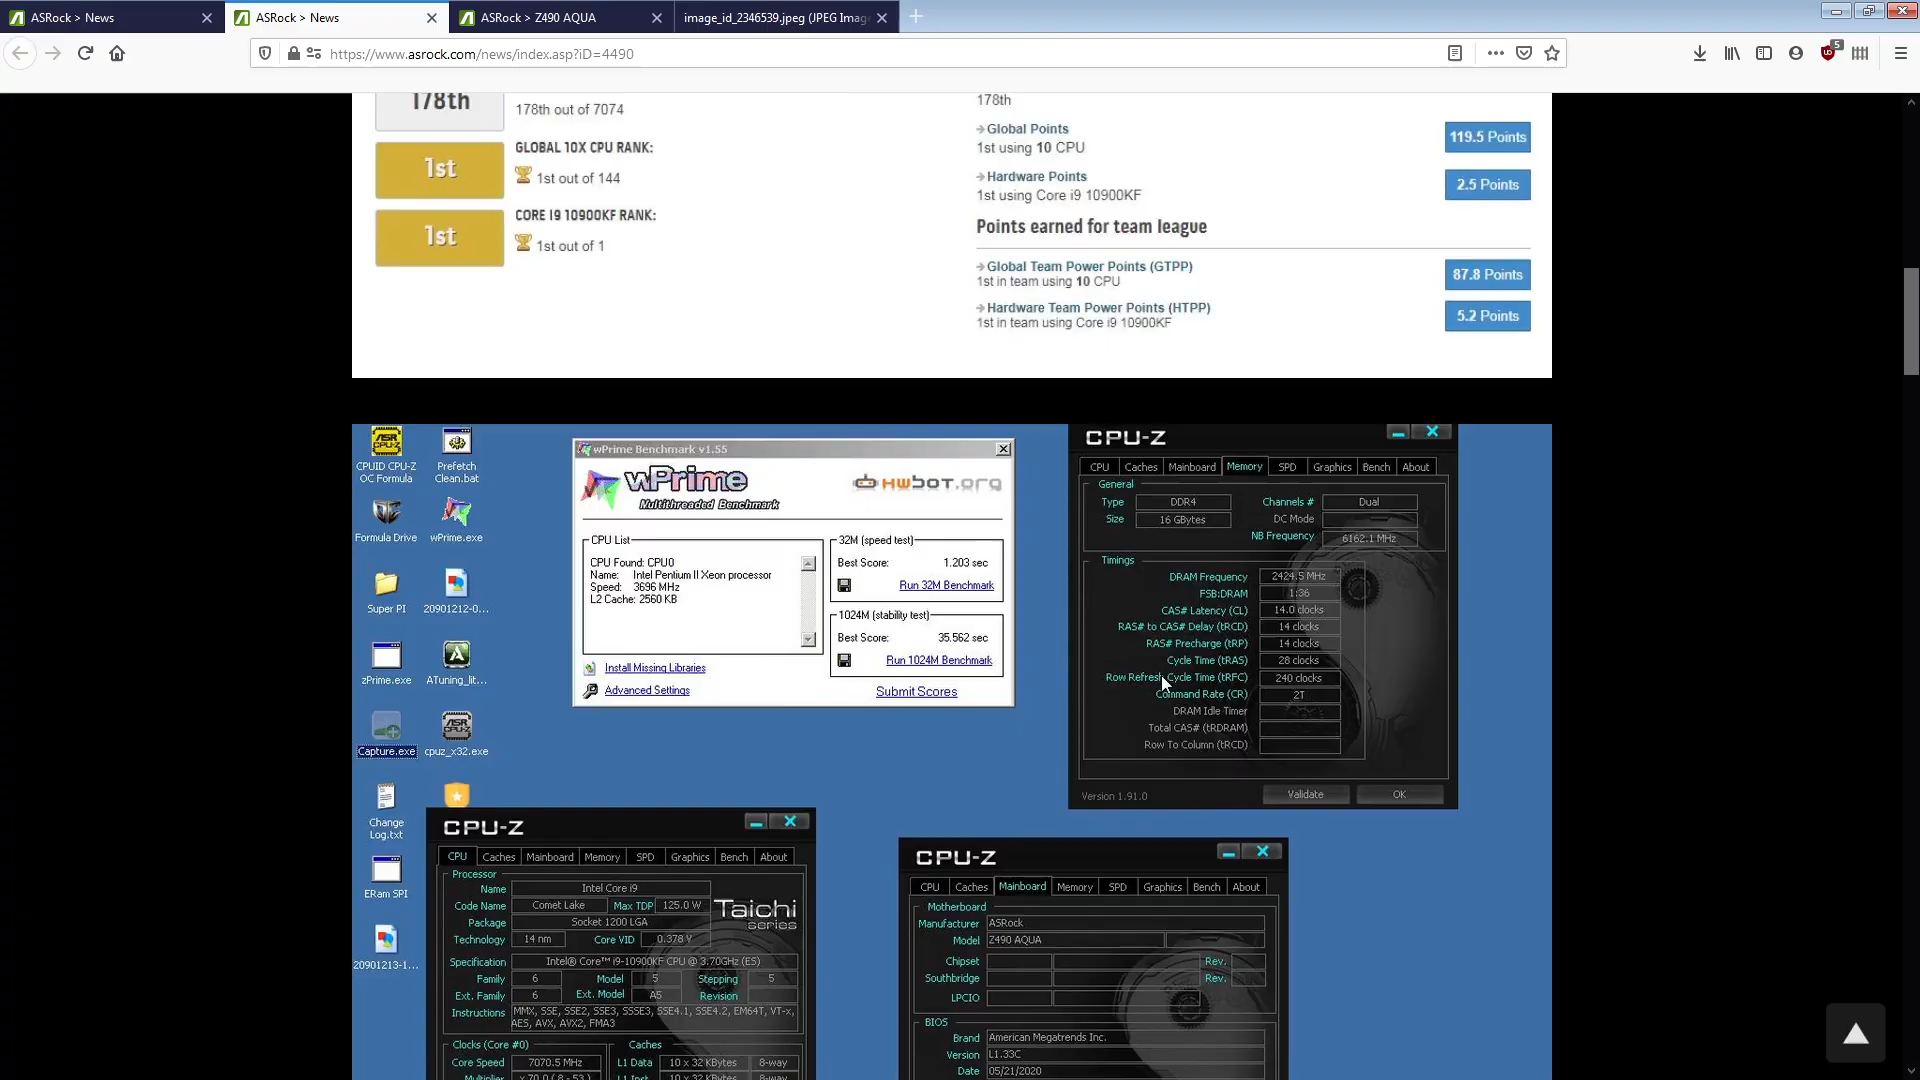 ASRock > News
ASRock > News
ASRock > Z490 AQUA
image_id_2346539.jpeg (JPEG Imag
https://www.asrock.com/news/index.asp?iD=4490
5
178th
178th out of 7074
GLOBAL 10X CPU RANK:
1st
1st out of 144
CORE I9 10900KF RANK:
1st
1st out of 1
178th
Global Points
1st using 10 CPU
119.5 Points
Hardware Points
1st using Core i9 10900KF
2.5 Points
Points earned for team league
Global Team Power Points (GTPP)
1st in team using 10 CPU
87.8 Points
Hardware Team Power Points (HTPP)
1st in team using Core i9 10900KF
5.2 Points
CPUID CPU-Z
OC Formula
Prefetch
Clean.bat
Formula Drive
wPrime.exe
Super PI
20901212-0...
zPrime.exe
ATuning_lit...
Capture.exe
cpuz_x32.exe
Change
Log.txt
ERam SPI
20901213-1...
wPrime Benchmark v1.55
wPrime
Multithreaded Benchmark
HWBOT.ORG
CPU List
CPU Found: CPU0
Name: Intel Pentium II Xeon processor
Speed: 3696 MHz
L2 Cache: 2560 KB
32M (speed test)
Best Score: 1.203 sec
Run 32M Benchmark
1024M (stability test)
Best Score: 35.562 sec
Run 1024M Benchmark
Install Missing Libraries
Advanced Settings
Submit Scores
CPU-Z
CPU Caches Mainboard Memory SPD Graphics Bench About
General
Type DDR4 Channels # Dual
Size 16 GBytes DC Mode
NB Frequency 6162.1 MHz
Timings
DRAM Frequency 2424.5 MHz
FSB:DRAM 1:36
CAS# Latency (CL) 14.0 clocks
RAS# to CAS# Delay (tRCD) 14 clocks
RAS# Precharge (tRP) 14 clocks
Cycle Time (tRAS) 28 clocks
Row Refresh Cycle Time (tRFC) 240 clocks
Command Rate (CR) 2T
DRAM Idle Timer
Total CAS# (tRDRAM)
Row To Column (tRCD)
Version 1.91.0 Validate OK
CPU-Z
CPU Caches Mainboard Memory SPD Graphics Bench About
Processor
Name Intel Core i9
Code Name Comet Lake Max TDP 125.0 W
Taichi
series
Package Socket 1200 LGA
Technology 14 nm Core VID 0.378 V
Specification Intel® Core™ i9-10900KF CPU @ 3.70GHz (ES)
Family 6 Model 5 Stepping 5
Ext. Family 6 Ext. Model A5 Revision
Instructions MMX, SSE, SSE2, SSE3, SSSE3, SSE4.1, SSE4.2, EM64T, VT-x,
AES, AVX, AVX2, FMA3
Clocks (Core #0) Caches
Core Speed 7070.5 MHz L1 Data 10 x 32 KBytes 8-way
Multiplier x 70.0 ( 8 - 53 ) L1 Inst. 10 x 32 KBytes 8-way
CPU-Z
CPU Caches Mainboard Memory SPD Graphics Bench About
Motherboard
Manufacturer ASRock
Model Z490 AQUA
Chipset Rev.
Southbridge Rev.
LPCIO
BIOS
Brand American Megatrends Inc.
Version L1.33C
Date 05/21/2020